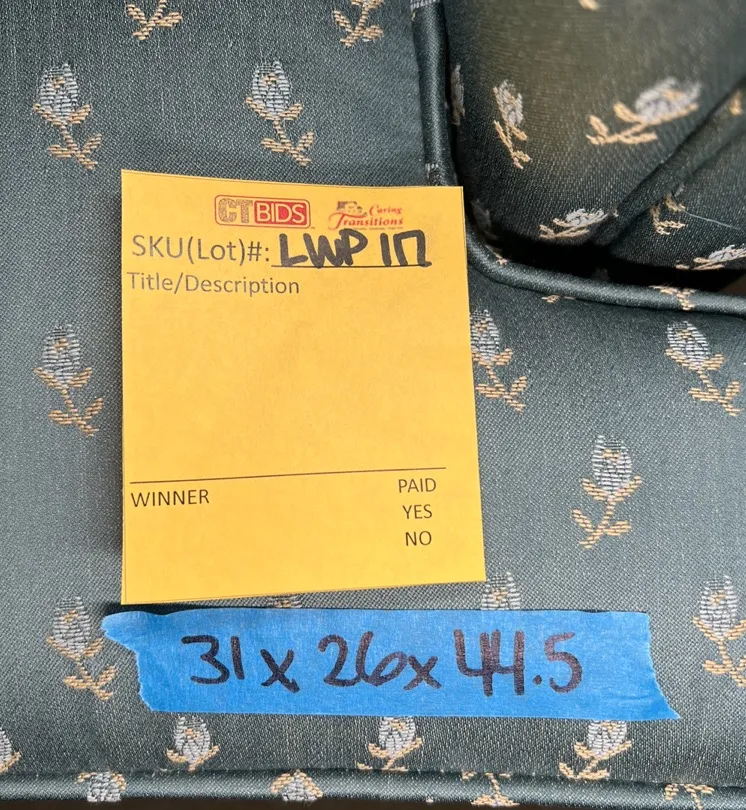 CTBIDS Caring Transitions
SKU(Lot)#: LWP 117
Title/Description
WINNER PAID
YES
NO
31 x 26 x 44.5